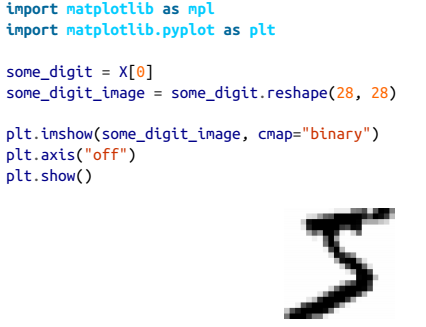 import matplotlib as mpl
import matplotlib.pyplot as plt
some_digit = X[0]
some_digit_image = some_digit.reshape(28, 28)
plt.imshow(some_digit_image, cmap="binary")
plt.axis("off")
plt.show()
5